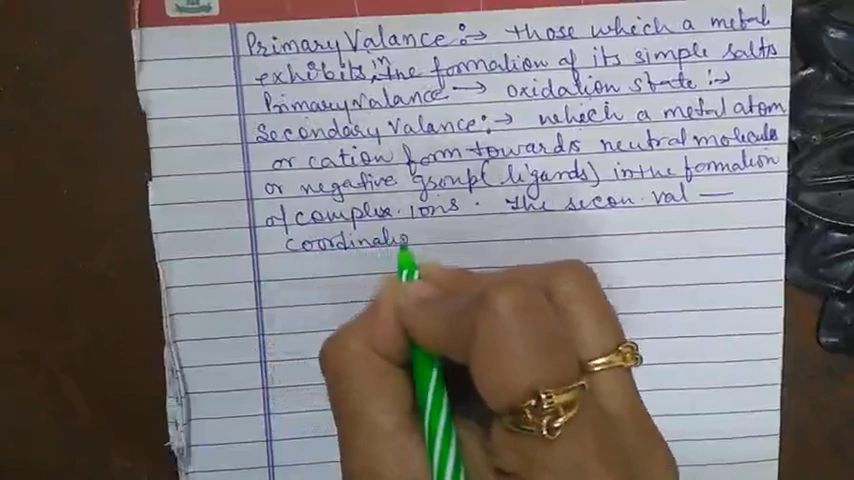 Primary Valance :→ those which a metal
exhibits in the formation of its simple salts
Primary valance → oxidation state :→
Secondary Valance :→ which a metal atom
or cation form towards neutral molecule
or negative group (ligands) in the formation
of complex ions. The secon. val —
coordinatio